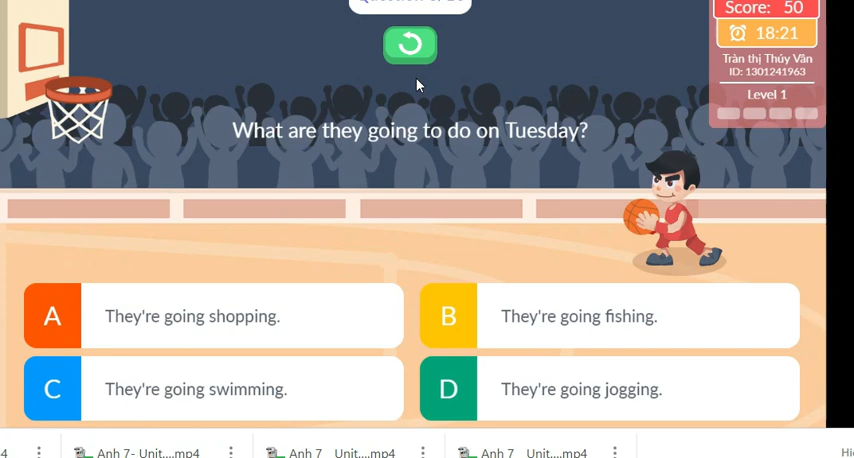 Score: 50
18:21
Trần thị Thúy Vân
ID: 1301241963
Level 1
What are they going to do on Tuesday?
A They're going shopping.
B They're going fishing.
C They're going swimming.
D They're going jogging.
Anh 7- Unit....mp4
Anh 7 Unit....mp4
Anh 7 Unit....mp4